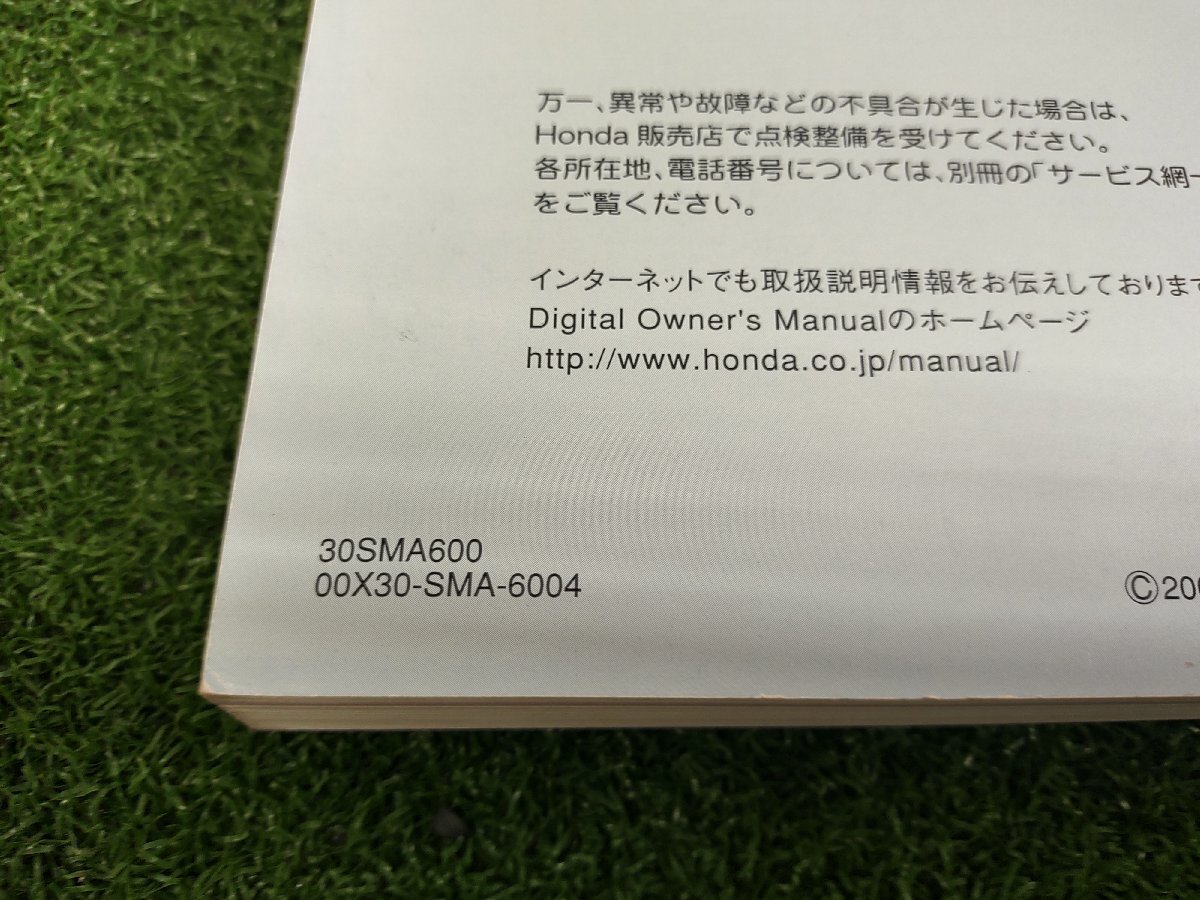 万一、異常や故障などの不具合が生じた場合は、
Honda 販売店で点検整備を受けてください。
各所在地、電話番号については、別冊の「サービス網
をご覧ください。
インターネットでも取扱説明情報をお伝えしております
Digital Owner's Manualのホームページ
http://www.honda.co.jp/manual/
30SMA600
00X30-SMA-6004
©200